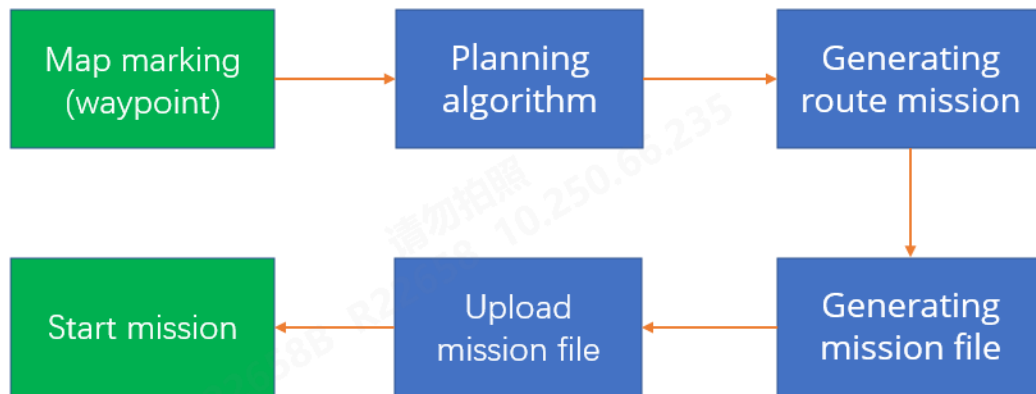 Map marking
(waypoint)
Planning
algorithm
Generating
route mission
请勿拍照
10.250.66.235
Start mission
Upload
mission file
Generating
mission file